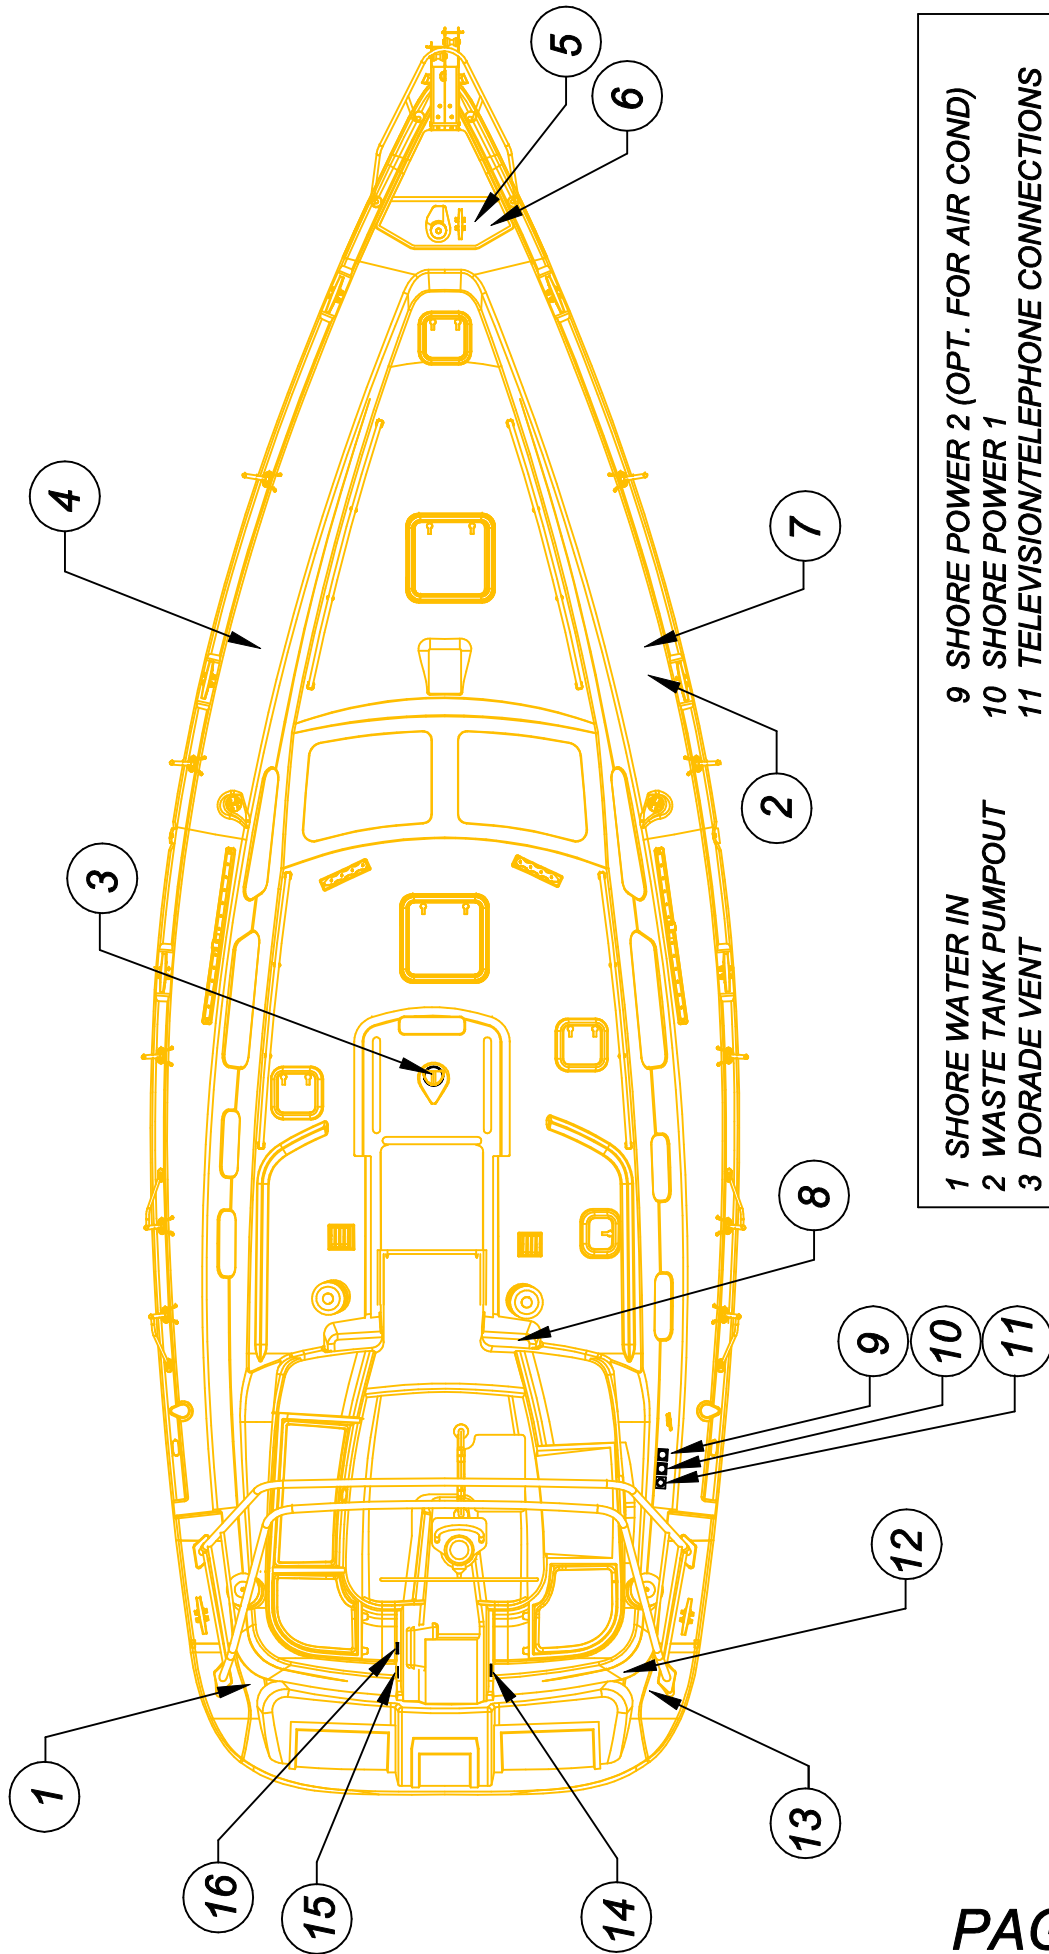 5
6
4
7
3
2
8
9
10
11
12
1
13
16
15
14
1 SHORE WATER IN
2 WASTE TANK PUMPOUT
3 DORADE VENT
9 SHORE POWER 2 (OPT. FOR AIR COND)
10 SHORE POWER 1
11 TELEVISION/TELEPHONE CONNECTIONS